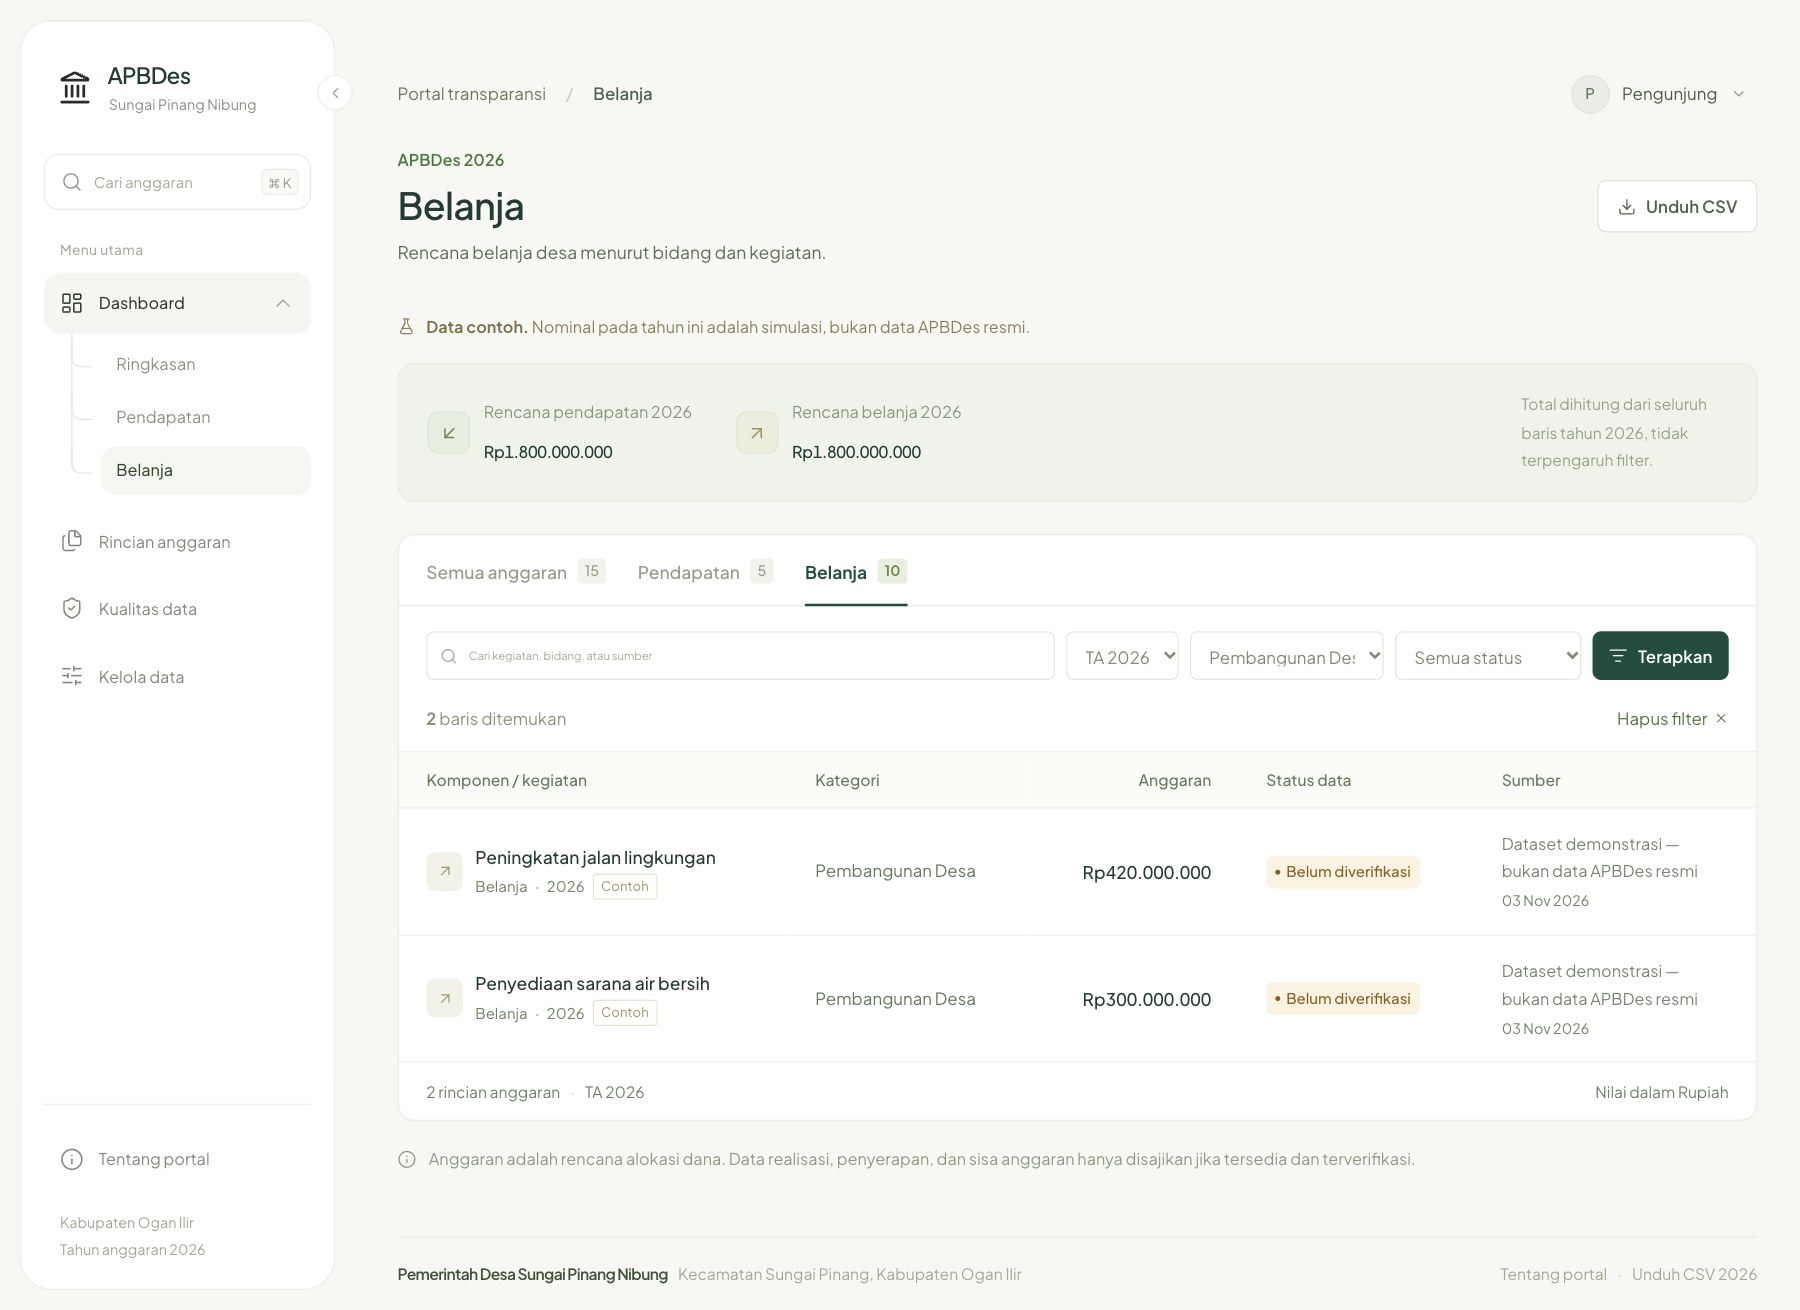 APBDes
Sungai Pinang Nibung
Cari anggaran
⌘ K
Menu utama
Dashboard
Ringkasan
Pendapatan
Belanja
Rincian anggaran
Kualitas data
Kelola data
Tentang portal
Kabupaten Ogan Ilir
Tahun anggaran 2026
Portal transparansi / Belanja
P Pengunjung
APBDes 2026
Belanja
Rencana belanja desa menurut bidang dan kegiatan.
Unduh CSV
Data contoh. Nominal pada tahun ini adalah simulasi, bukan data APBDes resmi.
Rencana pendapatan 2026
Rp1.800.000.000
Rencana belanja 2026
Rp1.800.000.000
Total dihitung dari seluruh
baris tahun 2026, tidak
terpengaruh filter.
Semua anggaran 15 Pendapatan 5 Belanja 10
Cari kegiatan, bidang, atau sumber TA 2026 Pembangunan Des Semua status Terapkan
2 baris ditemukan Hapus filter ×
Komponen / kegiatan Kategori Anggaran Status data Sumber
Peningkatan jalan lingkungan
Belanja · 2026 Contoh
Pembangunan Desa
Rp420.000.000
• Belum diverifikasi
Dataset demonstrasi —
bukan data APBDes resmi
03 Nov 2026
Penyediaan sarana air bersih
Belanja · 2026 Contoh
Pembangunan Desa
Rp300.000.000
• Belum diverifikasi
Dataset demonstrasi —
bukan data APBDes resmi
03 Nov 2026
2 rincian anggaran · TA 2026 Nilai dalam Rupiah
Anggaran adalah rencana alokasi dana. Data realisasi, penyerapan, dan sisa anggaran hanya disajikan jika tersedia dan terverifikasi.
Pemerintah Desa Sungai Pinang Nibung Kecamatan Sungai Pinang, Kabupaten Ogan Ilir
Tentang portal · Unduh CSV 2026